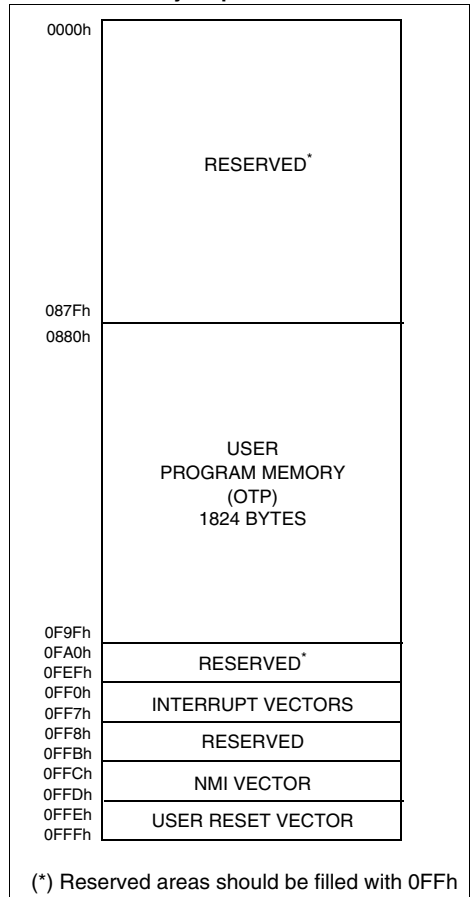 0000h
RESERVED*
087Fh
0880h
USER
PROGRAM MEMORY
(OTP)
1824 BYTES
0F9Fh
0FA0h
RESERVED*
0FEFh
0FF0h
INTERRUPT VECTORS
0FF7h
0FF8h
RESERVED
0FFBh
0FFCh
NMI VECTOR
0FFDh
0FFEh
USER RESET VECTOR
0FFFh
(*) Reserved areas should be filled with 0FFh